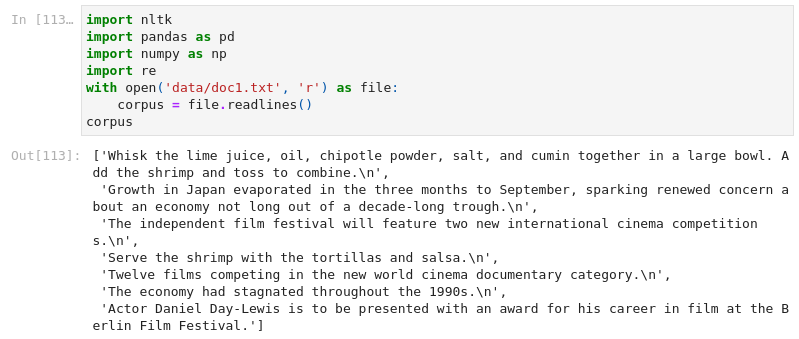 In [113…
import nltk
import pandas as pd
import numpy as np
import re
with open('data/doc1.txt', 'r') as file:
    corpus = file.readlines()
corpus
Out[113]:
['Whisk the lime juice, oil, chipotle powder, salt, and cumin together in a large bowl. A
dd the shrimp and toss to combine.\n',
 'Growth in Japan evaporated in the three months to September, sparking renewed concern a
bout an economy not long out of a decade-long trough.\n',
 'The independent film festival will feature two new international cinema competition
s.\n',
 'Serve the shrimp with the tortillas and salsa.\n',
 'Twelve films competing in the new world cinema documentary category.\n',
 'The economy had stagnated throughout the 1990s.\n',
 'Actor Daniel Day-Lewis is to be presented with an award for his career in film at the B
erlin Film Festival.']